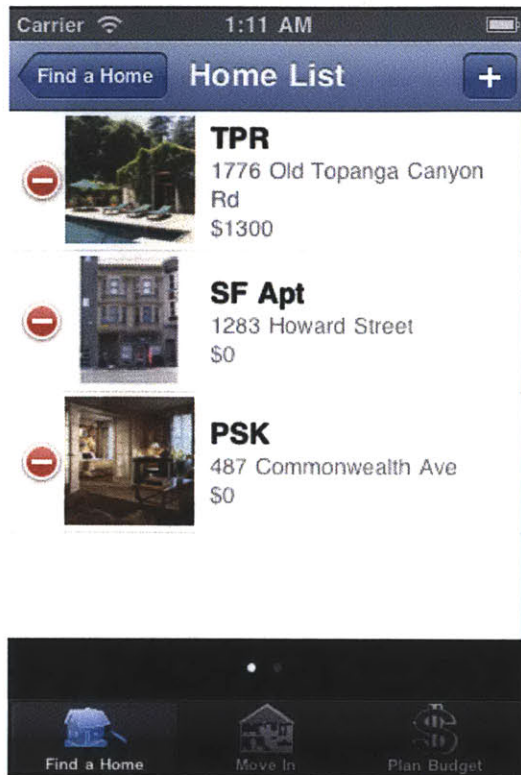 Carrier 1:11 AM
Find a Home Home List +
TPR
1776 Old Topanga Canyon
Rd
$1300
SF Apt
1283 Howard Street
$0
PSK
487 Commonwealth Ave
$0
Find a Home Move In Plan Budget